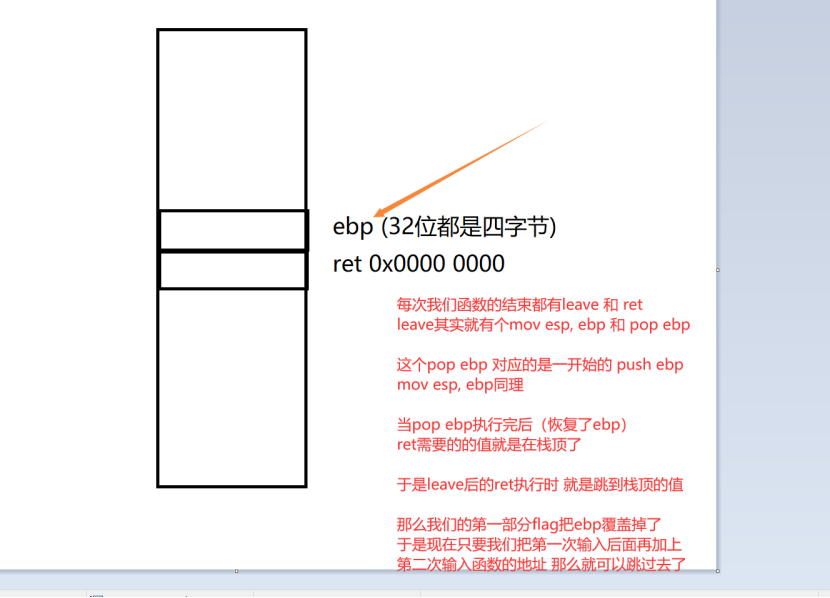 ebp (32位都是四字节)
ret 0x0000 0000
每次我们函数的结束都有leave 和 ret
leave其实就有个mov esp, ebp 和 pop ebp
这个pop ebp 对应的是一开始的 push ebp
mov esp, ebp同理
当pop ebp执行完后（恢复了ebp）
ret需要的的值就是在栈顶了
于是leave后的ret执行时 就是跳到栈顶的值
那么我们的第一部分flag把ebp覆盖掉了
于是现在只要我们把第一次输入后面再加上
第二次输入函数的地址 那么就可以跳过去了